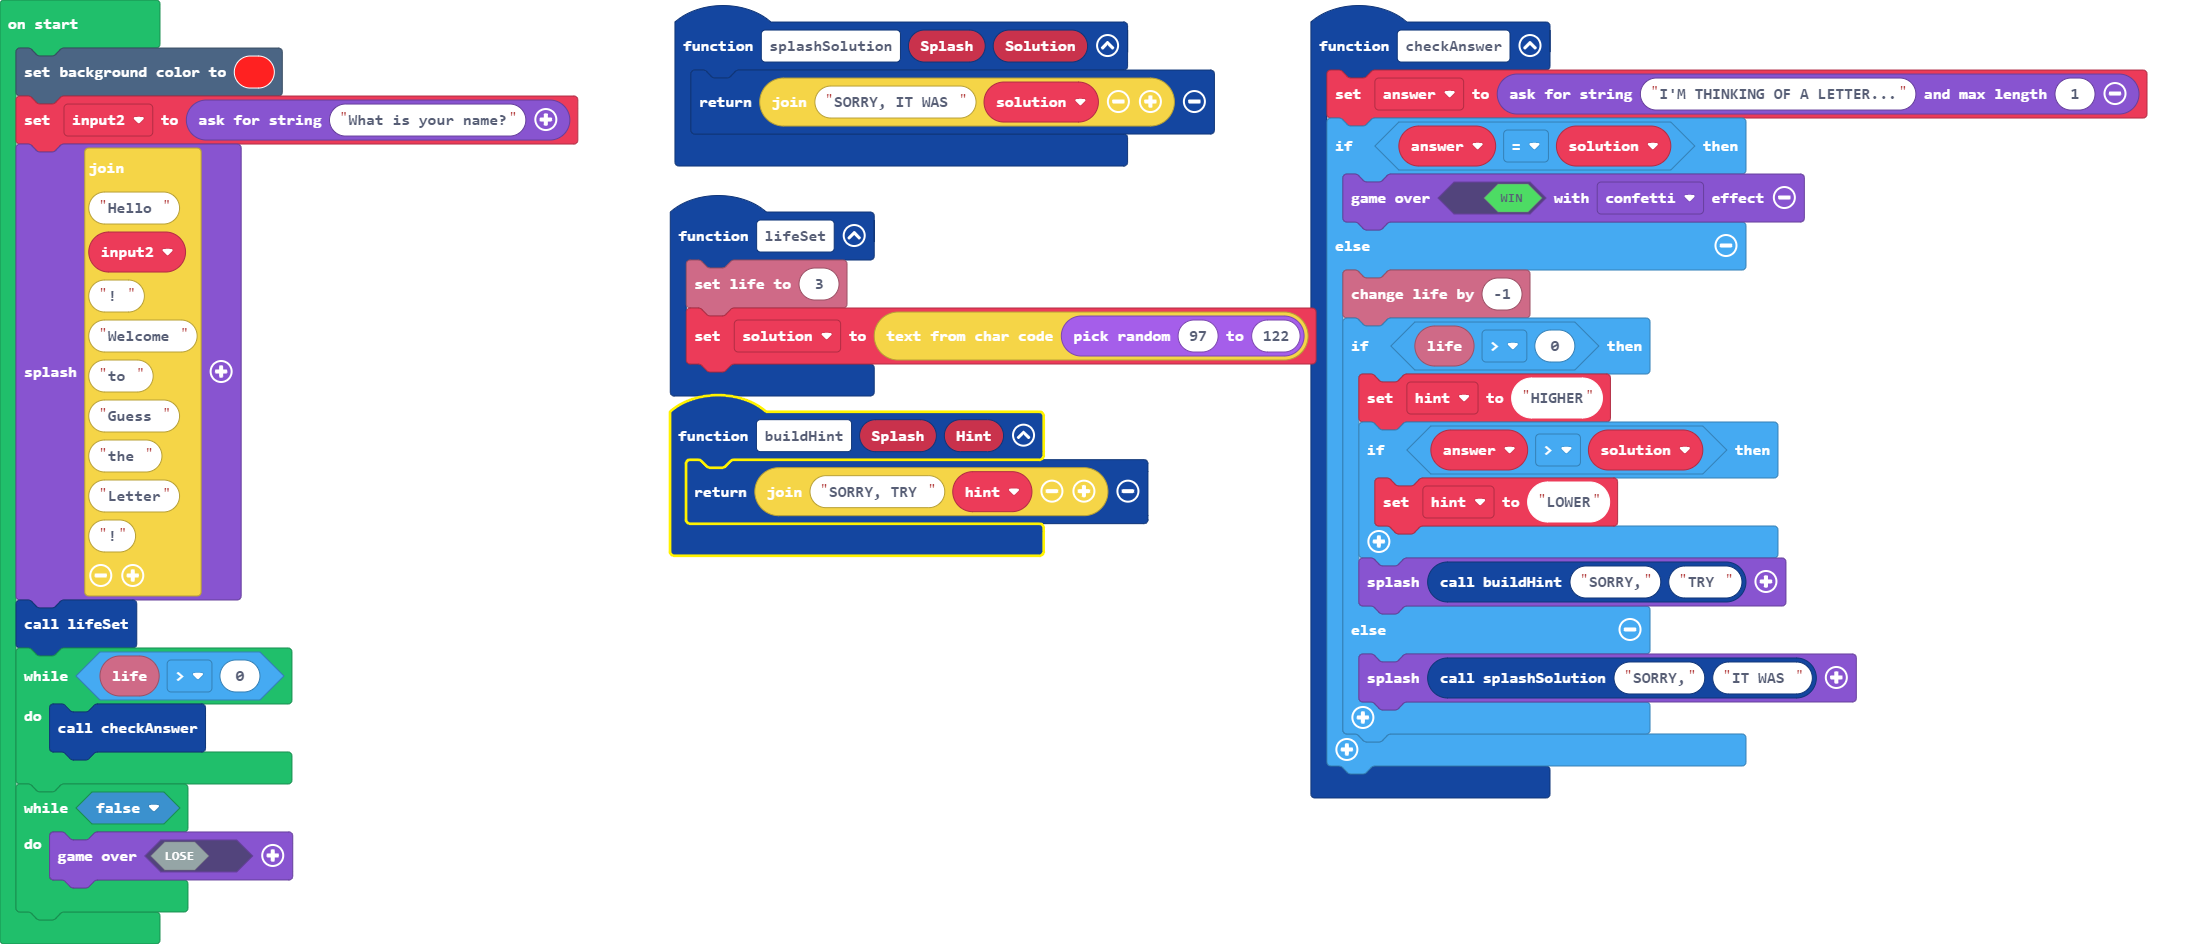 on start
set background color to
set input2 to ask for string "What is your name?"
splash
join
"Hello "
input2
"! "
"Welcome "
"to "
"Guess "
"the "
"Letter"
"!"
call lifeSet
while life > 0
do
call checkAnswer
while false
do
game over LOSE
function splashSolution Splash Solution
return join "SORRY, IT WAS " solution
function lifeSet
set life to 3
set solution to text from char code pick random 97 to 122
function buildHint Splash Hint
return join "SORRY, TRY " hint
function checkAnswer
set answer to ask for string "I'M THINKING OF A LETTER..." and max length 1
if answer = solution then
game over WIN with confetti effect
else
change life by -1
if life > 0 then
set hint to "HIGHER"
if answer > solution then
set hint to "LOWER"
splash call buildHint "SORRY," "TRY "
else
splash call splashSolution "SORRY," "IT WAS "